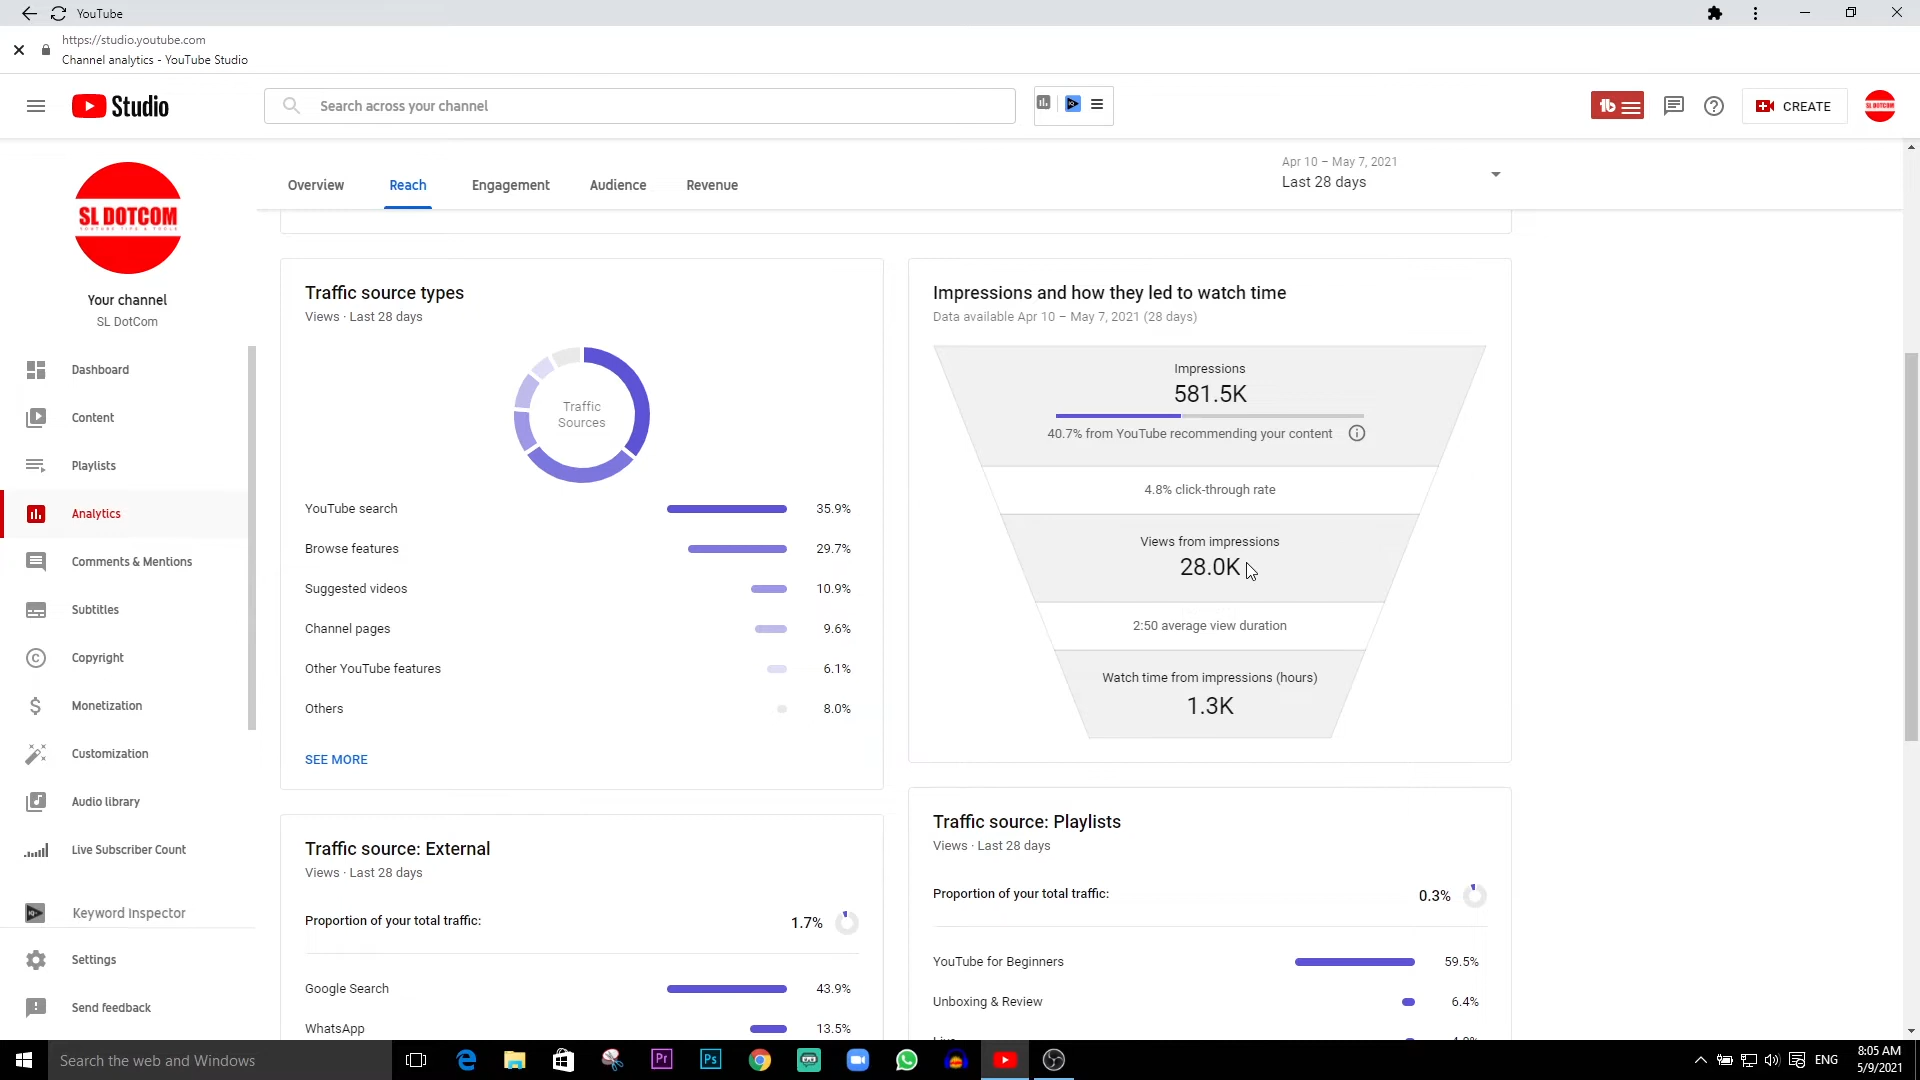 YouTube
https://studio.youtube.com
Channel analytics - YouTube Studio
Studio
Search across your channel
CREATE
SL DOTCOM
YOUTUBE TIPS & TOOLS
Your channel
SL DotCom
Dashboard
Content
Playlists
Analytics
Comments & Mentions
Subtitles
Copyright
Monetization
Customization
Audio library
Live Subscriber Count
Keyword Inspector
Settings
Send feedback
Overview
Reach
Engagement
Audience
Revenue
Apr 10 – May 7, 2021
Last 28 days
Traffic source types
Views · Last 28 days
Traffic
Sources
YouTube search 35.9%
Browse features 29.7%
Suggested videos 10.9%
Channel pages 9.6%
Other YouTube features 6.1%
Others 8.0%
SEE MORE
Impressions and how they led to watch time
Data available Apr 10 – May 7, 2021 (28 days)
Impressions
581.5K
40.7% from YouTube recommending your content
4.8% click-through rate
Views from impressions
28.0K
2:50 average view duration
Watch time from impressions (hours)
1.3K
Traffic source: External
Views · Last 28 days
Proportion of your total traffic: 1.7%
Google Search 43.9%
WhatsApp 13.5%
Traffic source: Playlists
Views · Last 28 days
Proportion of your total traffic: 0.3%
YouTube for Beginners 59.5%
Unboxing & Review 6.4%
Search the web and Windows
Pr
Ps
ENG
8:05 AM
5/9/2021